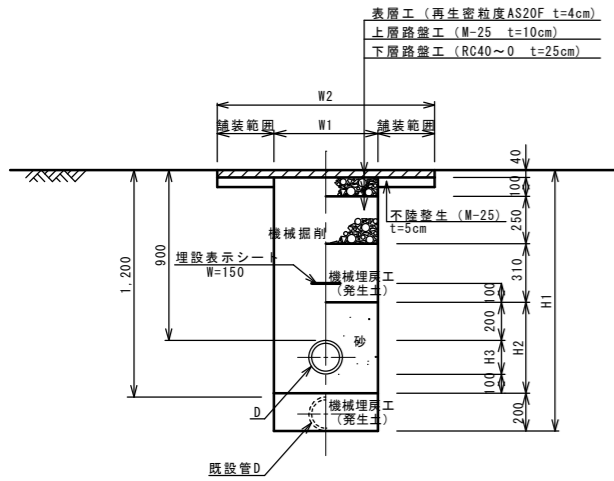 表層工 (再生密粒度AS20F t=4cm)
上層路盤工 (M-25 t=10cm)
下層路盤工 (RC40～0 t=25cm)
W2
舗装範囲
W1
舗装範囲
40
100
不陸整生 (M-25)
t=5cm
250
機械掘削
900
1,200
埋設表示シート
W=150
機械埋戻工
(発生土)
310
100
H1
200
砂
H2
H3
100
D
機械埋戻工
(発生土)
200
既設管D